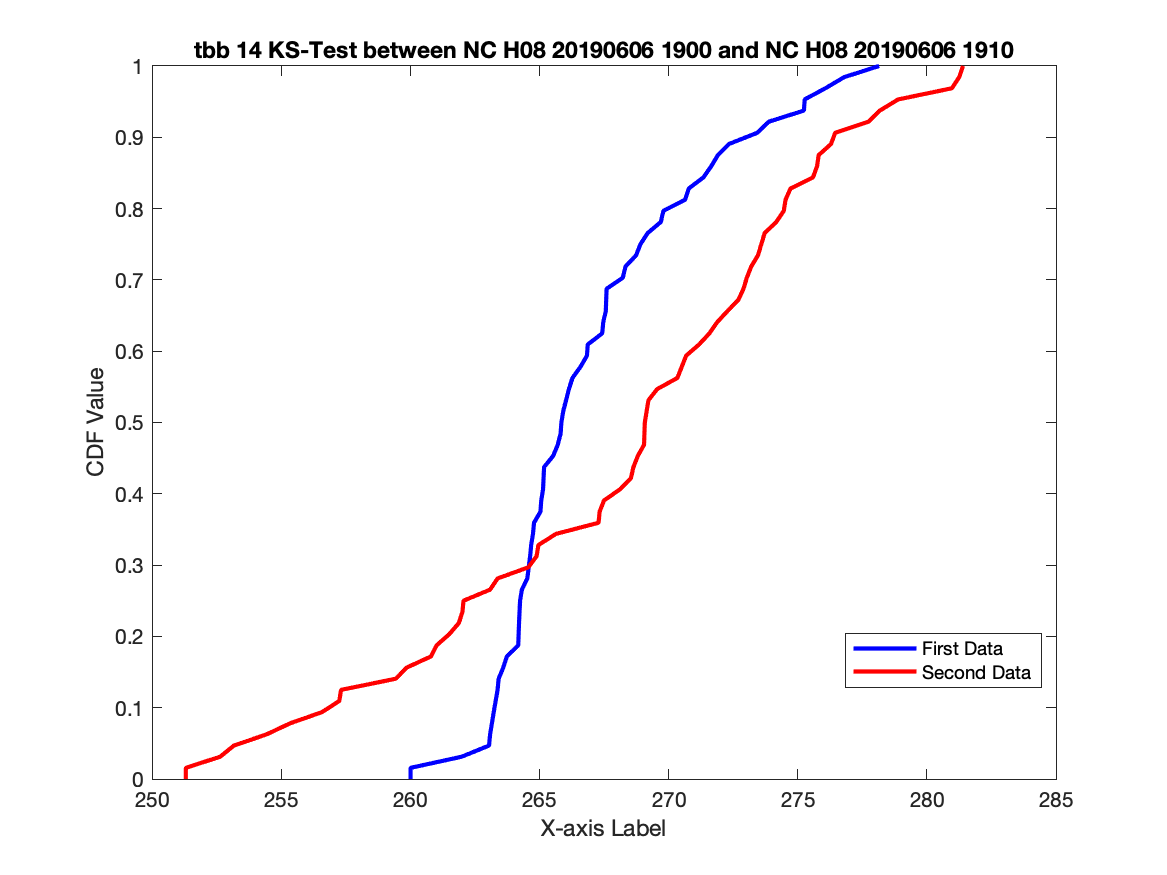 tbb 14 KS-Test between NC H08 20190606 1900 and NC H08 20190606 1910
1
0.9
0.8
0.7
0.6
0.5
0.4
0.3
0.2
0.1
0
CDF Value
First Data
Second Data
250 255 260 265 270 275 280 285
X-axis Label